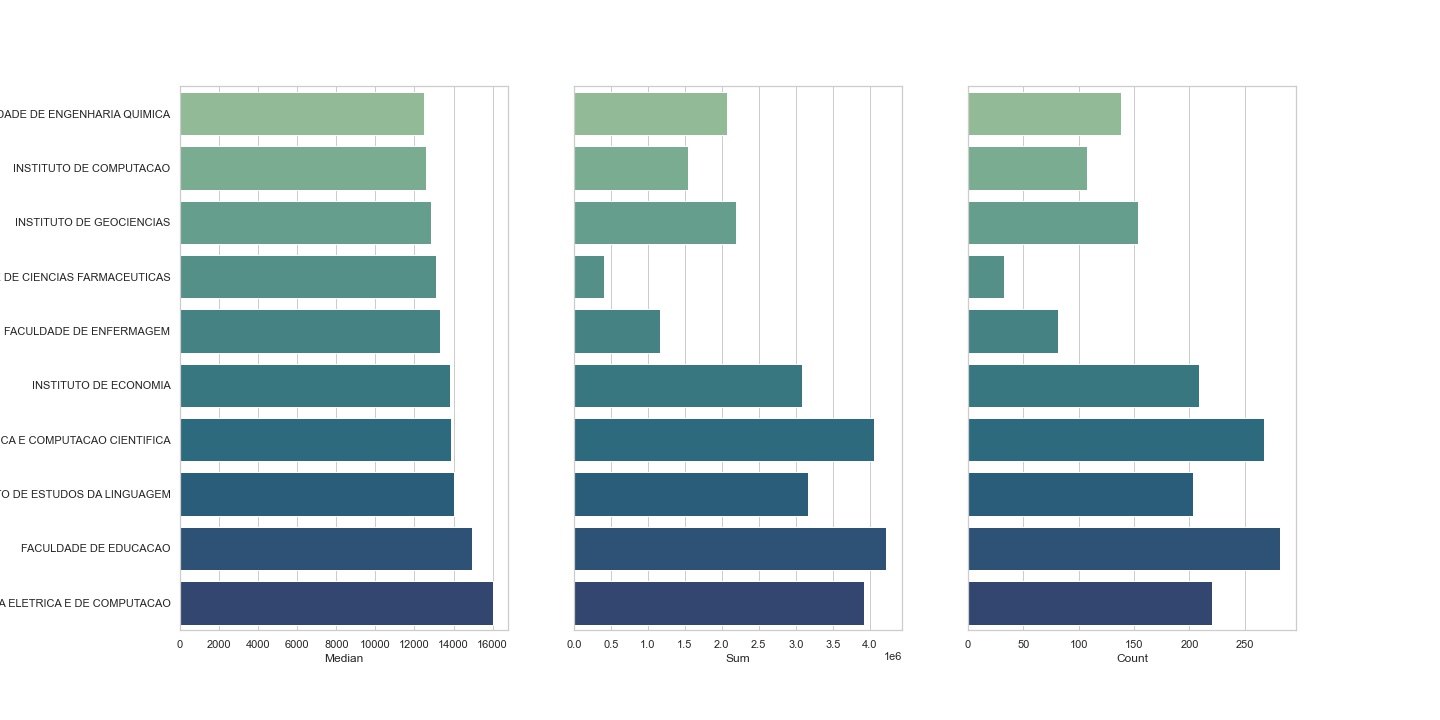 DADE DE ENGENHARIA QUIMICA
INSTITUTO DE COMPUTACAO
INSTITUTO DE GEOCIENCIAS
DE CIENCIAS FARMACEUTICAS
FACULDADE DE ENFERMAGEM
INSTITUTO DE ECONOMIA
CA E COMPUTACAO CIENTIFICA
TO DE ESTUDOS DA LINGUAGEM
FACULDADE DE EDUCACAO
A ELETRICA E DE COMPUTACAO
0 2000 4000 6000 8000 10000 12000 14000 16000
Median
0.0 0.5 1.0 1.5 2.0 2.5 3.0 3.5 4.0
1e6
Sum
0 50 100 150 200 250
Count